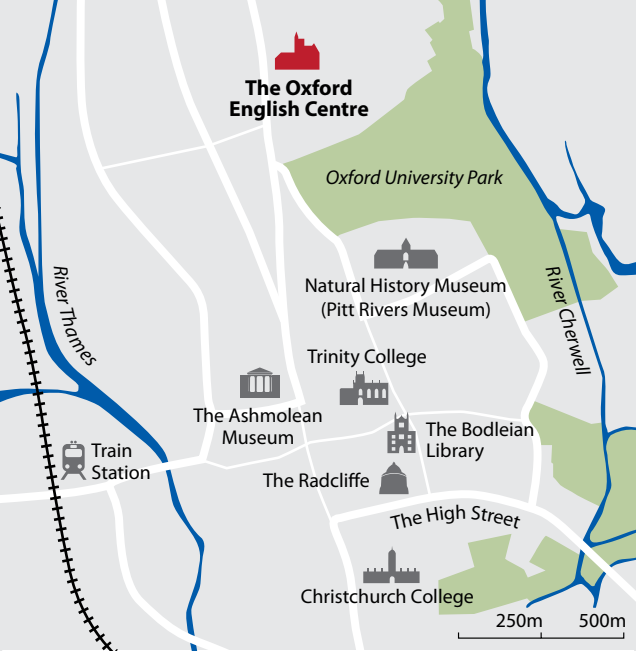 The Oxford
English Centre
Oxford University Park
Natural History Museum
(Pitt Rivers Museum)
River Thames
River Cherwell
Trinity College
The Ashmolean
Museum
The Bodleian
Library
Train
Station
The Radcliffe
The High Street
Christchurch College
250m 500m